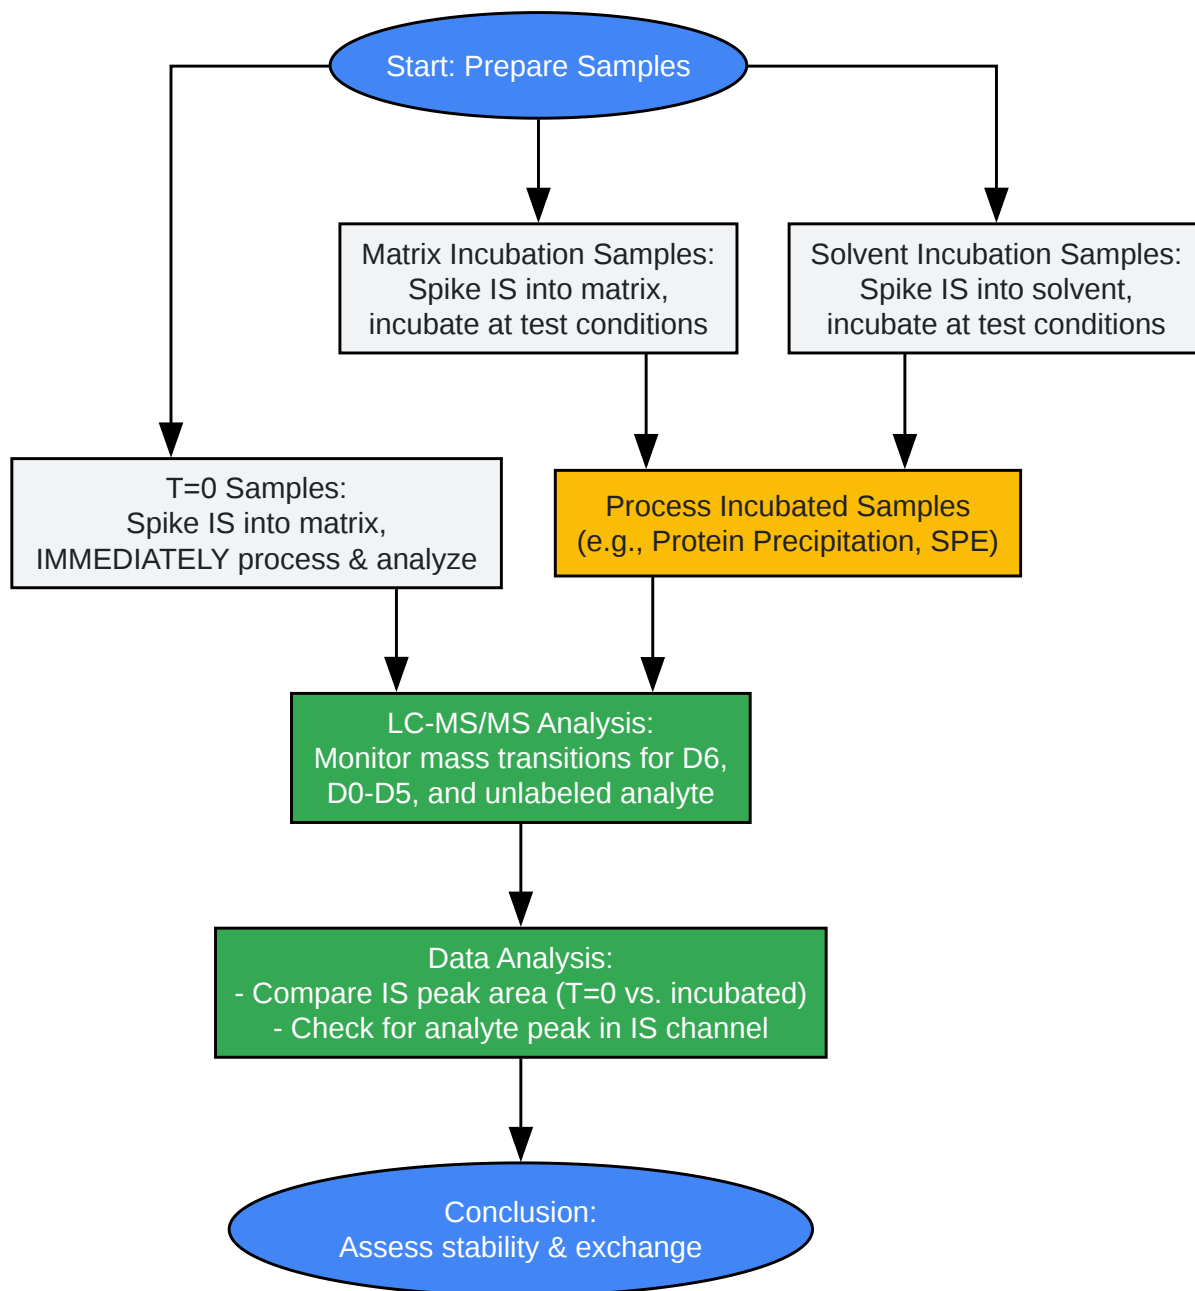 Start: Prepare Samples
Matrix Incubation Samples:
Spike IS into matrix,
incubate at test conditions
Solvent Incubation Samples:
Spike IS into solvent,
incubate at test conditions
T=0 Samples:
Spike IS into matrix,
IMMEDIATELY process & analyze
Process Incubated Samples
(e.g., Protein Precipitation, SPE)
LC-MS/MS Analysis:
Monitor mass transitions for D6,
D0-D5, and unlabeled analyte
Data Analysis:
- Compare IS peak area (T=0 vs. incubated)
- Check for analyte peak in IS channel
Conclusion:
Assess stability & exchange